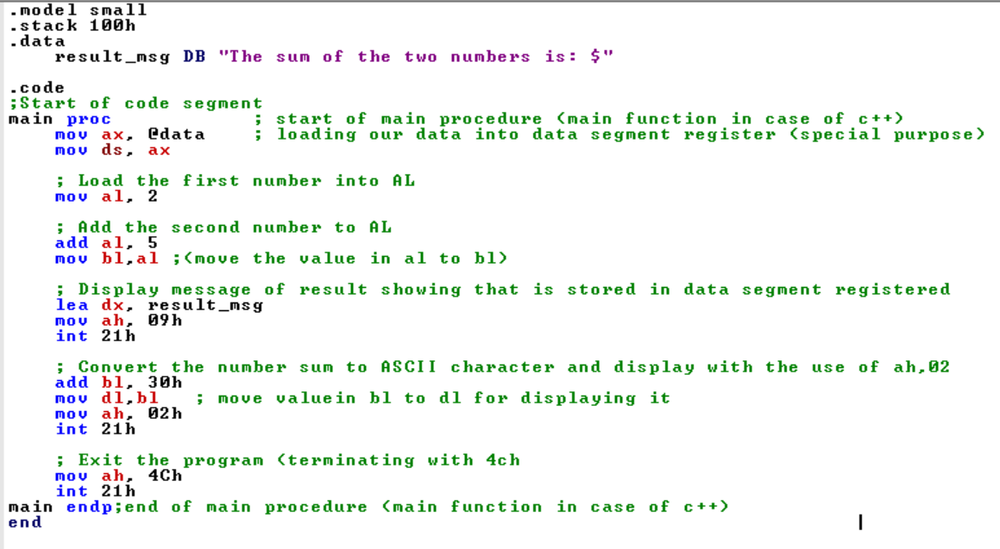 .model small
.stack 100h
.data
    result_msg DB "The sum of the two numbers is: $"

.code
;Start of code segment
main proc            ; start of main procedure (main function in case of c++)
    mov ax, @data    ; loading our data into data segment register (special purpose)
    mov ds, ax

    ; Load the first number into AL
    mov al, 2

    ; Add the second number to AL
    add al, 5
    mov bl,al ;(move the value in al to bl)

    ; Display message of result showing that is stored in data segment registered
    lea dx, result_msg
    mov ah, 09h
    int 21h

    ; Convert the number sum to ASCII character and display with the use of ah,02
    add bl, 30h
    mov dl,bl   ; move valuein bl to dl for displaying it
    mov ah, 02h
    int 21h

    ; Exit the program (terminating with 4ch
    mov ah, 4Ch
    int 21h
main endp;end of main procedure (main function in case of c++)
end